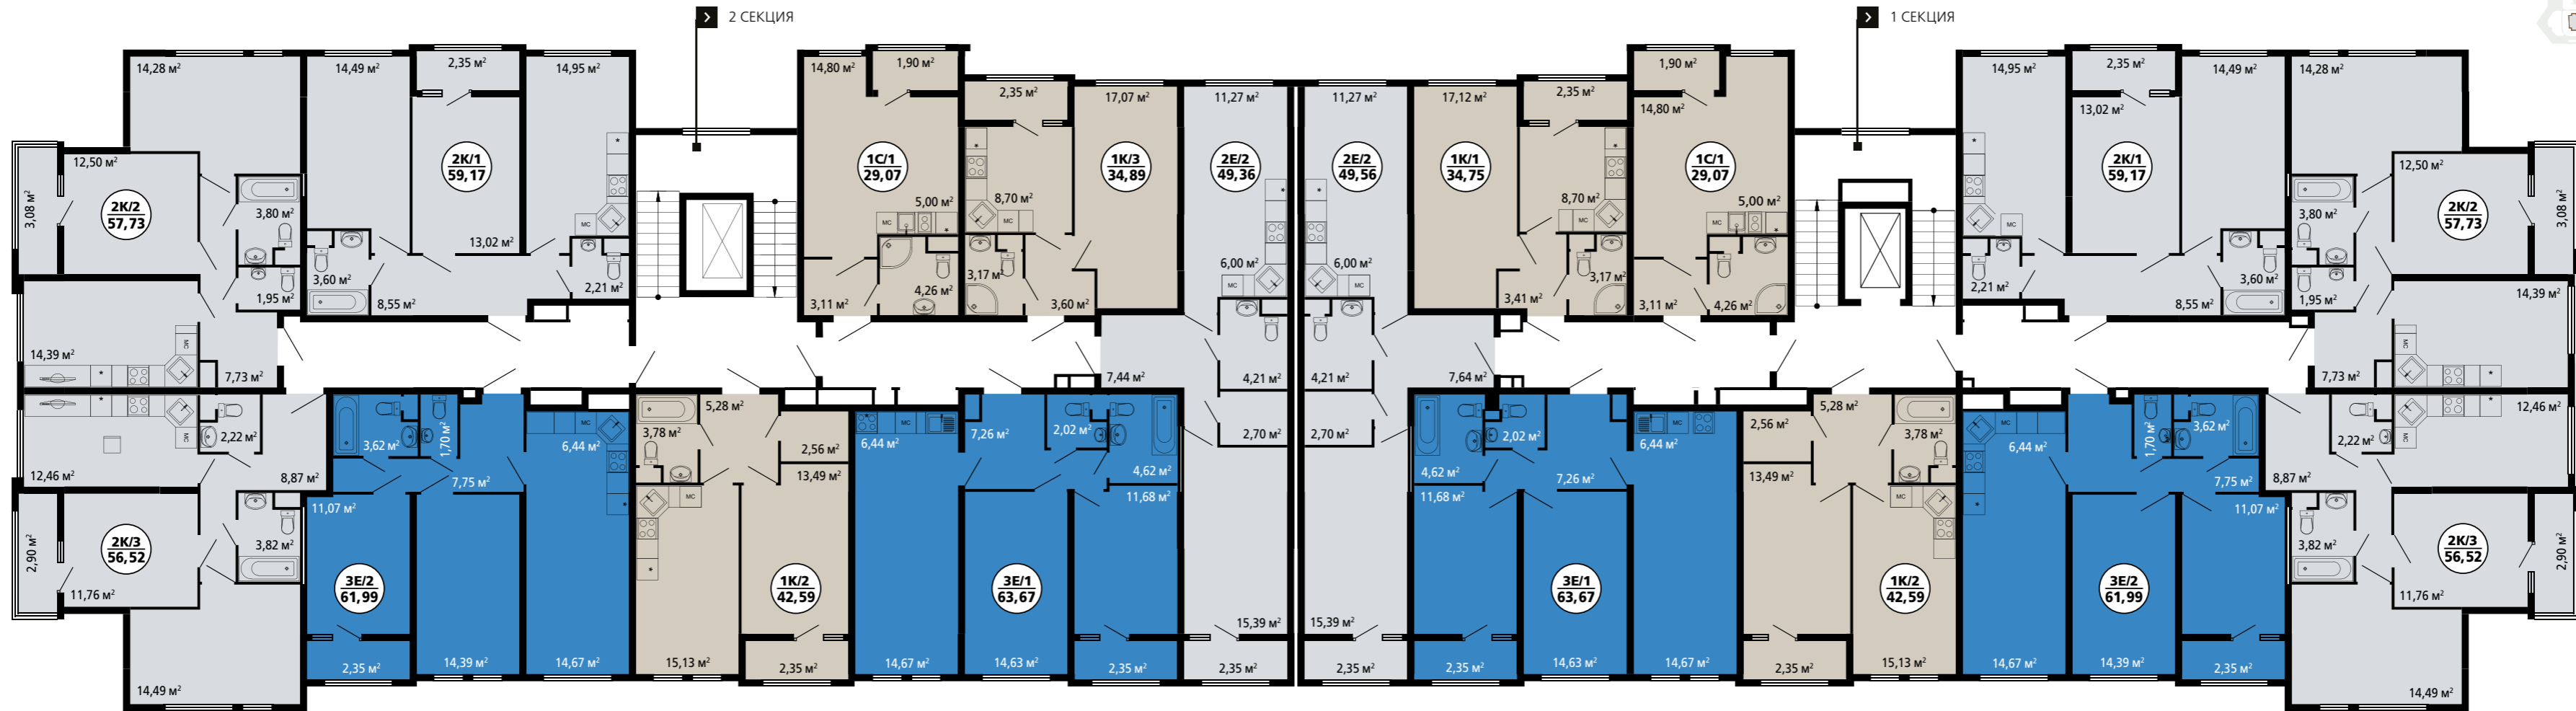 2 СЕКЦИЯ
1 СЕКЦИЯ
14,28 м²
12,50 м²
3,08 м²
2К/2
57,73
3,80 м²
1,95 м²
14,39 м²
7,73 м²
14,49 м²
2,35 м²
14,95 м²
2К/1
59,17
13,02 м²
3,60 м²
8,55 м²
2,21 м²
МС
МС
14,80 м²
1,90 м²
1С/1
29,07
5,00 м²
МС
3,11 м²
4,26 м²
2,35 м²
17,07 м²
1К/3
34,89
8,70 м²
МС
3,17 м²
3,60 м²
11,27 м²
2Е/2
49,36
6,00 м²
МС
7,44 м²
4,21 м²
2,70 м²
15,39 м²
2,35 м²
11,27 м²
2Е/2
49,56
6,00 м²
МС
4,21 м²
7,64 м²
2,70 м²
15,39 м²
2,35 м²
17,12 м²
2,35 м²
1К/1
34,75
8,70 м²
МС
3,17 м²
3,41 м²
1,90 м²
14,80 м²
1С/1
29,07
5,00 м²
МС
3,11 м²
4,26 м²
14,95 м²
2,35 м²
14,49 м²
13,02 м²
2К/1
59,17
МС
2,21 м²
3,60 м²
8,55 м²
14,28 м²
12,50 м²
3,08 м²
2К/2
57,73
3,80 м²
1,95 м²
14,39 м²
МС
7,73 м²
МС
2,22 м²
12,46 м²
8,87 м²
2К/3
56,52
2,90 м²
3,82 м²
11,76 м²
14,49 м²
3,62 м²
1,70 м²
6,44 м²
МС
7,75 м²
11,07 м²
3Е/2
61,99
2,35 м²
14,39 м²
14,67 м²
5,28 м²
3,78 м²
2,56 м²
13,49 м²
МС
1К/2
42,59
15,13 м²
2,35 м²
МС
6,44 м²
7,26 м²
2,02 м²
4,62 м²
11,68 м²
3Е/1
63,67
14,67 м²
14,63 м²
2,35 м²
2,02 м²
МС
6,44 м²
4,62 м²
7,26 м²
11,68 м²
3Е/1
63,67
2,35 м²
14,63 м²
14,67 м²
5,28 м²
2,56 м²
3,78 м²
13,49 м²
МС
1К/2
42,59
2,35 м²
15,13 м²
МС
6,44 м²
1,70 м²
3,62 м²
7,75 м²
11,07 м²
3Е/2
61,99
14,67 м²
14,39 м²
2,35 м²
12,46 м²
2,22 м²
МС
8,87 м²
3,82 м²
2К/3
56,52
2,90 м²
11,76 м²
14,49 м²